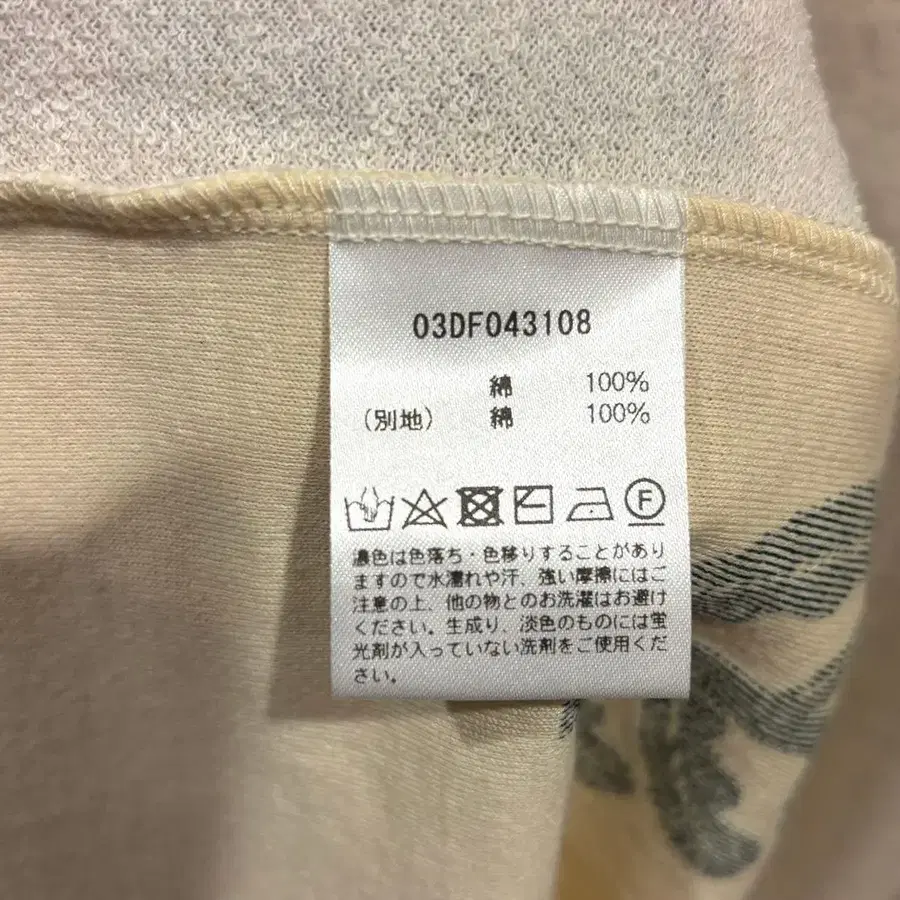 03DF043108
綿 100%
(別地) 綿 100%
F
濃色は色落ち・色移りすることがあり
ますので水濡れや汗、強い摩擦にはご
注意の上、他の物とのお洗濯はお避け
ください。生成り、淡色のものには蛍
光剤が入っていない洗剤をご使用くだ
さい。